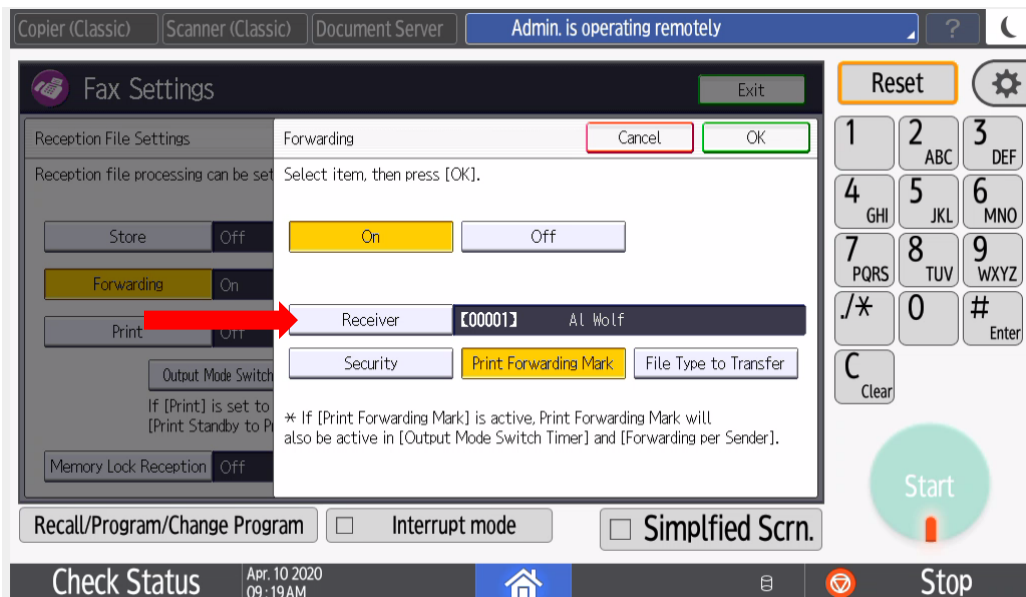 Copier (Classic) Scanner (Classic) Document Server Admin. is operating remotely ?
Fax Settings Exit
Reset
Reception File Settings
Forwarding Cancel OK
Reception file processing can be set
Select item, then press [OK].
Store Off
On Off
Forwarding On
Print Off
Receiver 【00001】 Al Wolf
Security Print Forwarding Mark File Type to Transfer
Output Mode Switch
If [Print] is set to
[Print Standby to Pr
* If [Print Forwarding Mark] is active, Print Forwarding Mark will
also be active in [Output Mode Switch Timer] and [Forwarding per Sender].
Memory Lock Reception Off
1 2 ABC 3 DEF
4 GHI 5 JKL 6 MNO
7 PQRS 8 TUV 9 WXYZ
./* 0 # Enter
C Clear
Start
Recall/Program/Change Program Interrupt mode Simplfied Scrn.
Check Status Apr. 10 2020
09:19AM
Stop